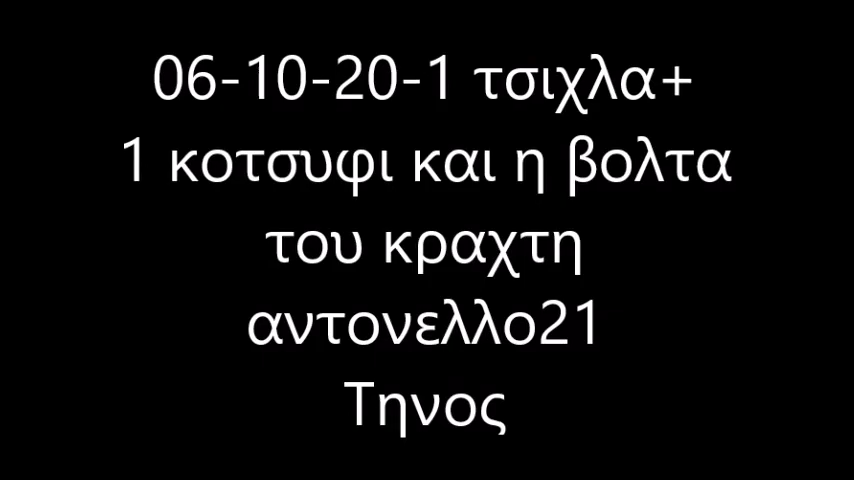 06-10-20-1 τσιχλα+
1 κοτσυφι και η βολτα
του κραχτη
αντονελλο21
Τηνος